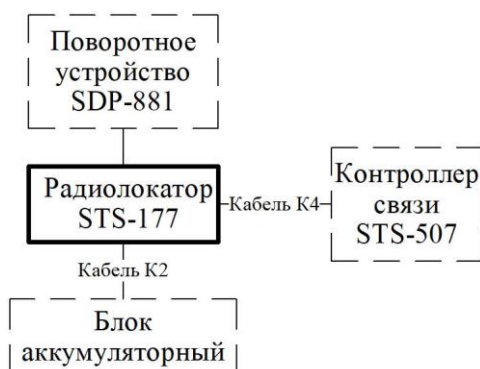 Поворотное
устройство
SDP-881
Радиолокатор
STS-177
Кабель К4
Контроллер
связи
STS-507
Кабель К2
Блок
аккумуляторный